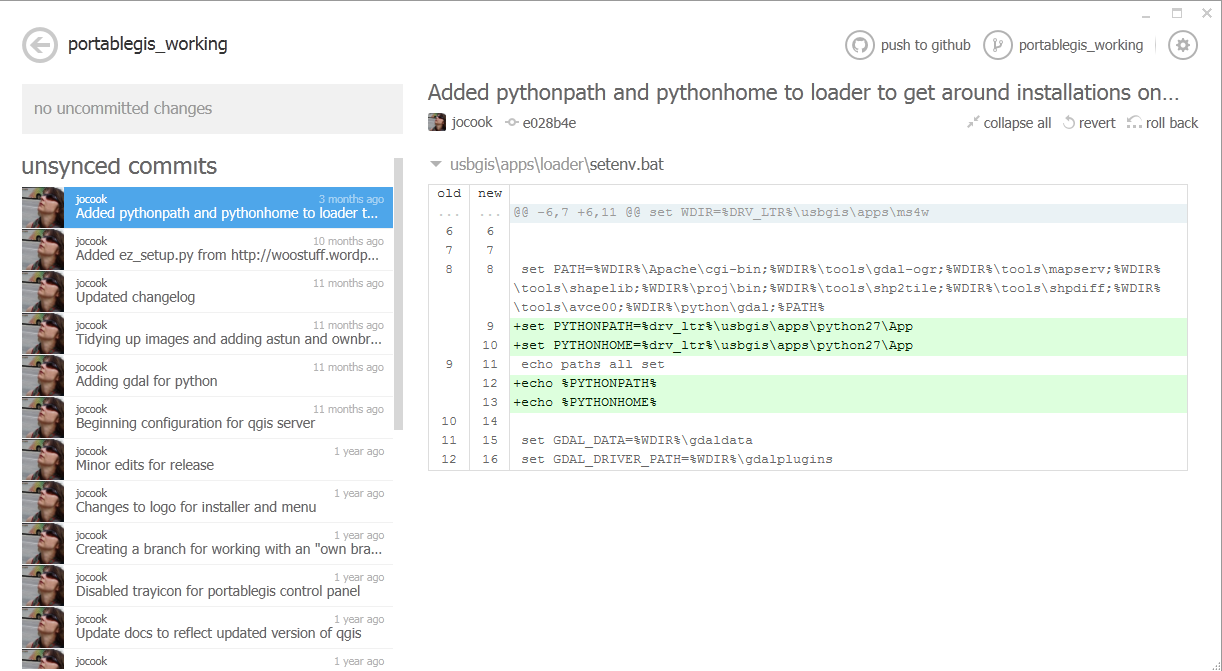 portablegis_working
push to github
portablegis_working
no uncommitted changes
unsynced commits
jocook
3 months ago
Added pythonpath and pythonhome to loader t...
jocook
10 months ago
Added ez_setup.py from http://woostuff.wordp...
jocook
11 months ago
Updated changelog
jocook
11 months ago
Tidying up images and adding astun and ownbr...
jocook
11 months ago
Adding gdal for python
jocook
11 months ago
Beginning configuration for qgis server
jocook
1 year ago
Minor edits for release
jocook
1 year ago
Changes to logo for installer and menu
jocook
1 year ago
Creating a branch for working with an "own bra...
jocook
1 year ago
Disabled trayicon for portablegis control panel
jocook
1 year ago
Update docs to reflect updated version of qgis
jocook
1 year ago
Added pythonpath and pythonhome to loader to get around installations on...
jocook
e028b4e
collapse all
revert
roll back
usbgis\apps\loader\setenv.bat
old new
... ... @@ -6,7 +6,11 @@ set WDIR=%DRV_LTR%\usbgis\apps\ms4w
6 6
7 7
8 8 set PATH=%WDIR%\Apache\cgi-bin;%WDIR%\tools\gdal-ogr;%WDIR%\tools\mapserv;%WDIR%
\tools\shapelib;%WDIR%\proj\bin;%WDIR%\tools\shp2tile;%WDIR%\tools\shpdiff;%WDIR%
\tools\avce00;%WDIR%\python\gdal;%PATH%
9 +set PYTHONPATH=%drv_ltr%\usbgis\apps\python27\App
10 +set PYTHONHOME=%drv_ltr%\usbgis\apps\python27\App
9 11 echo paths all set
12 +echo %PYTHONPATH%
13 +echo %PYTHONHOME%
10 14
11 15 set GDAL_DATA=%WDIR%\gdaldata
12 16 set GDAL_DRIVER_PATH=%WDIR%\gdalplugins